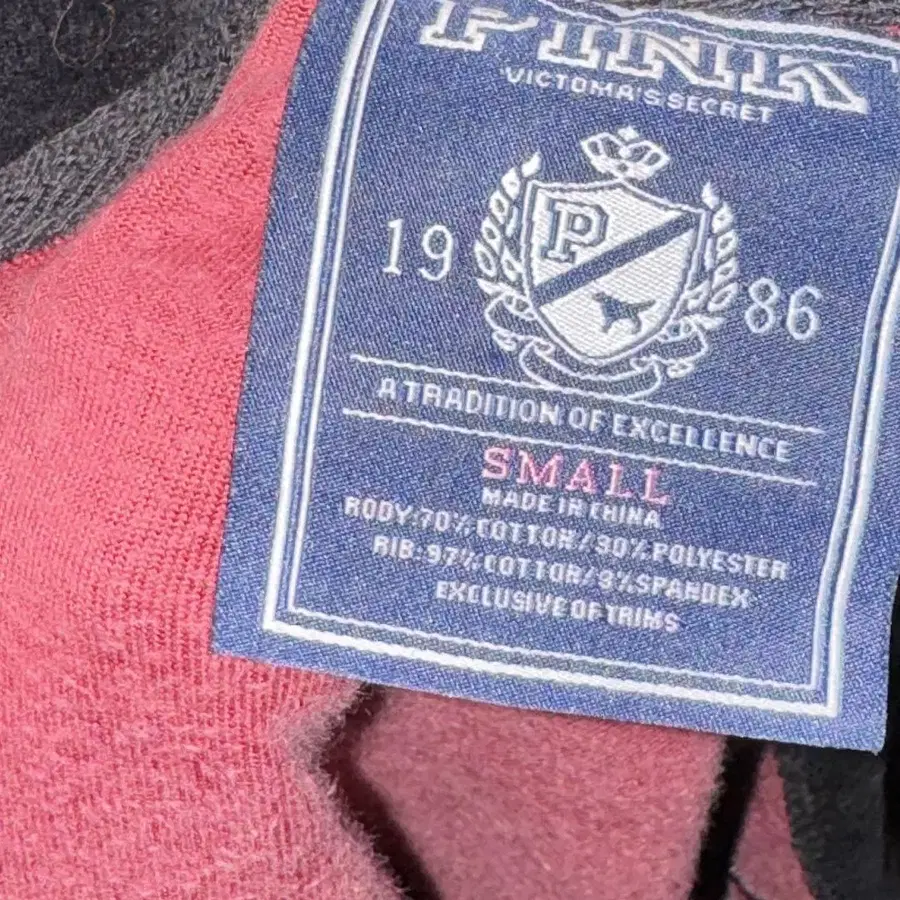 PINK
VICTORIA'S SECRET
P
19 86
A TRADITION OF EXCELLENCE
SMALL
MADE IN CHINA
BODY:70% COTTON/30% POLYESTER
RIB:97% COTTON/3% SPANDEX
EXCLUSIVE OF TRIMS